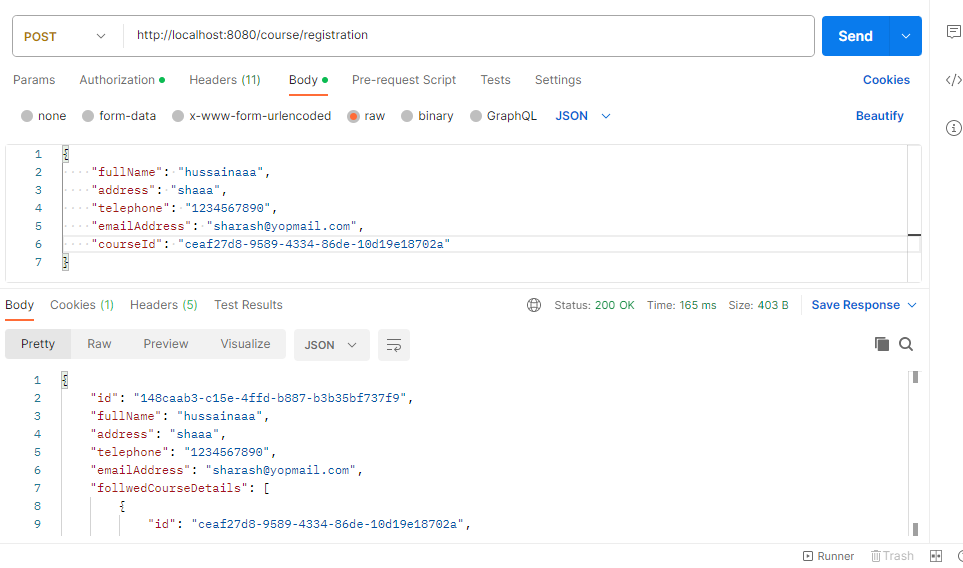 POST http://localhost:8080/course/registration Send
Params Authorization Headers (11) Body Pre-request Script Tests Settings Cookies
none form-data x-www-form-urlencoded raw binary GraphQL JSON Beautify
1 {
2 "fullName": "hussainaaa",
3 "address": "shaaa",
4 "telephone": "1234567890",
5 "emailAddress": "sharash@yopmail.com",
6 "courseId": "ceaf27d8-9589-4334-86de-10d19e18702a"
7 }
Body Cookies (1) Headers (5) Test Results Status: 200 OK Time: 165 ms Size: 403 B Save Response
Pretty Raw Preview Visualize JSON
1 {
2 "id": "148caab3-c15e-4ffd-b887-b3b35bf737f9",
3 "fullName": "hussainaaa",
4 "address": "shaaa",
5 "telephone": "1234567890",
6 "emailAddress": "sharash@yopmail.com",
7 "follwedCourseDetails": [
8 {
9 "id": "ceaf27d8-9589-4334-86de-10d19e18702a",
Runner Trash